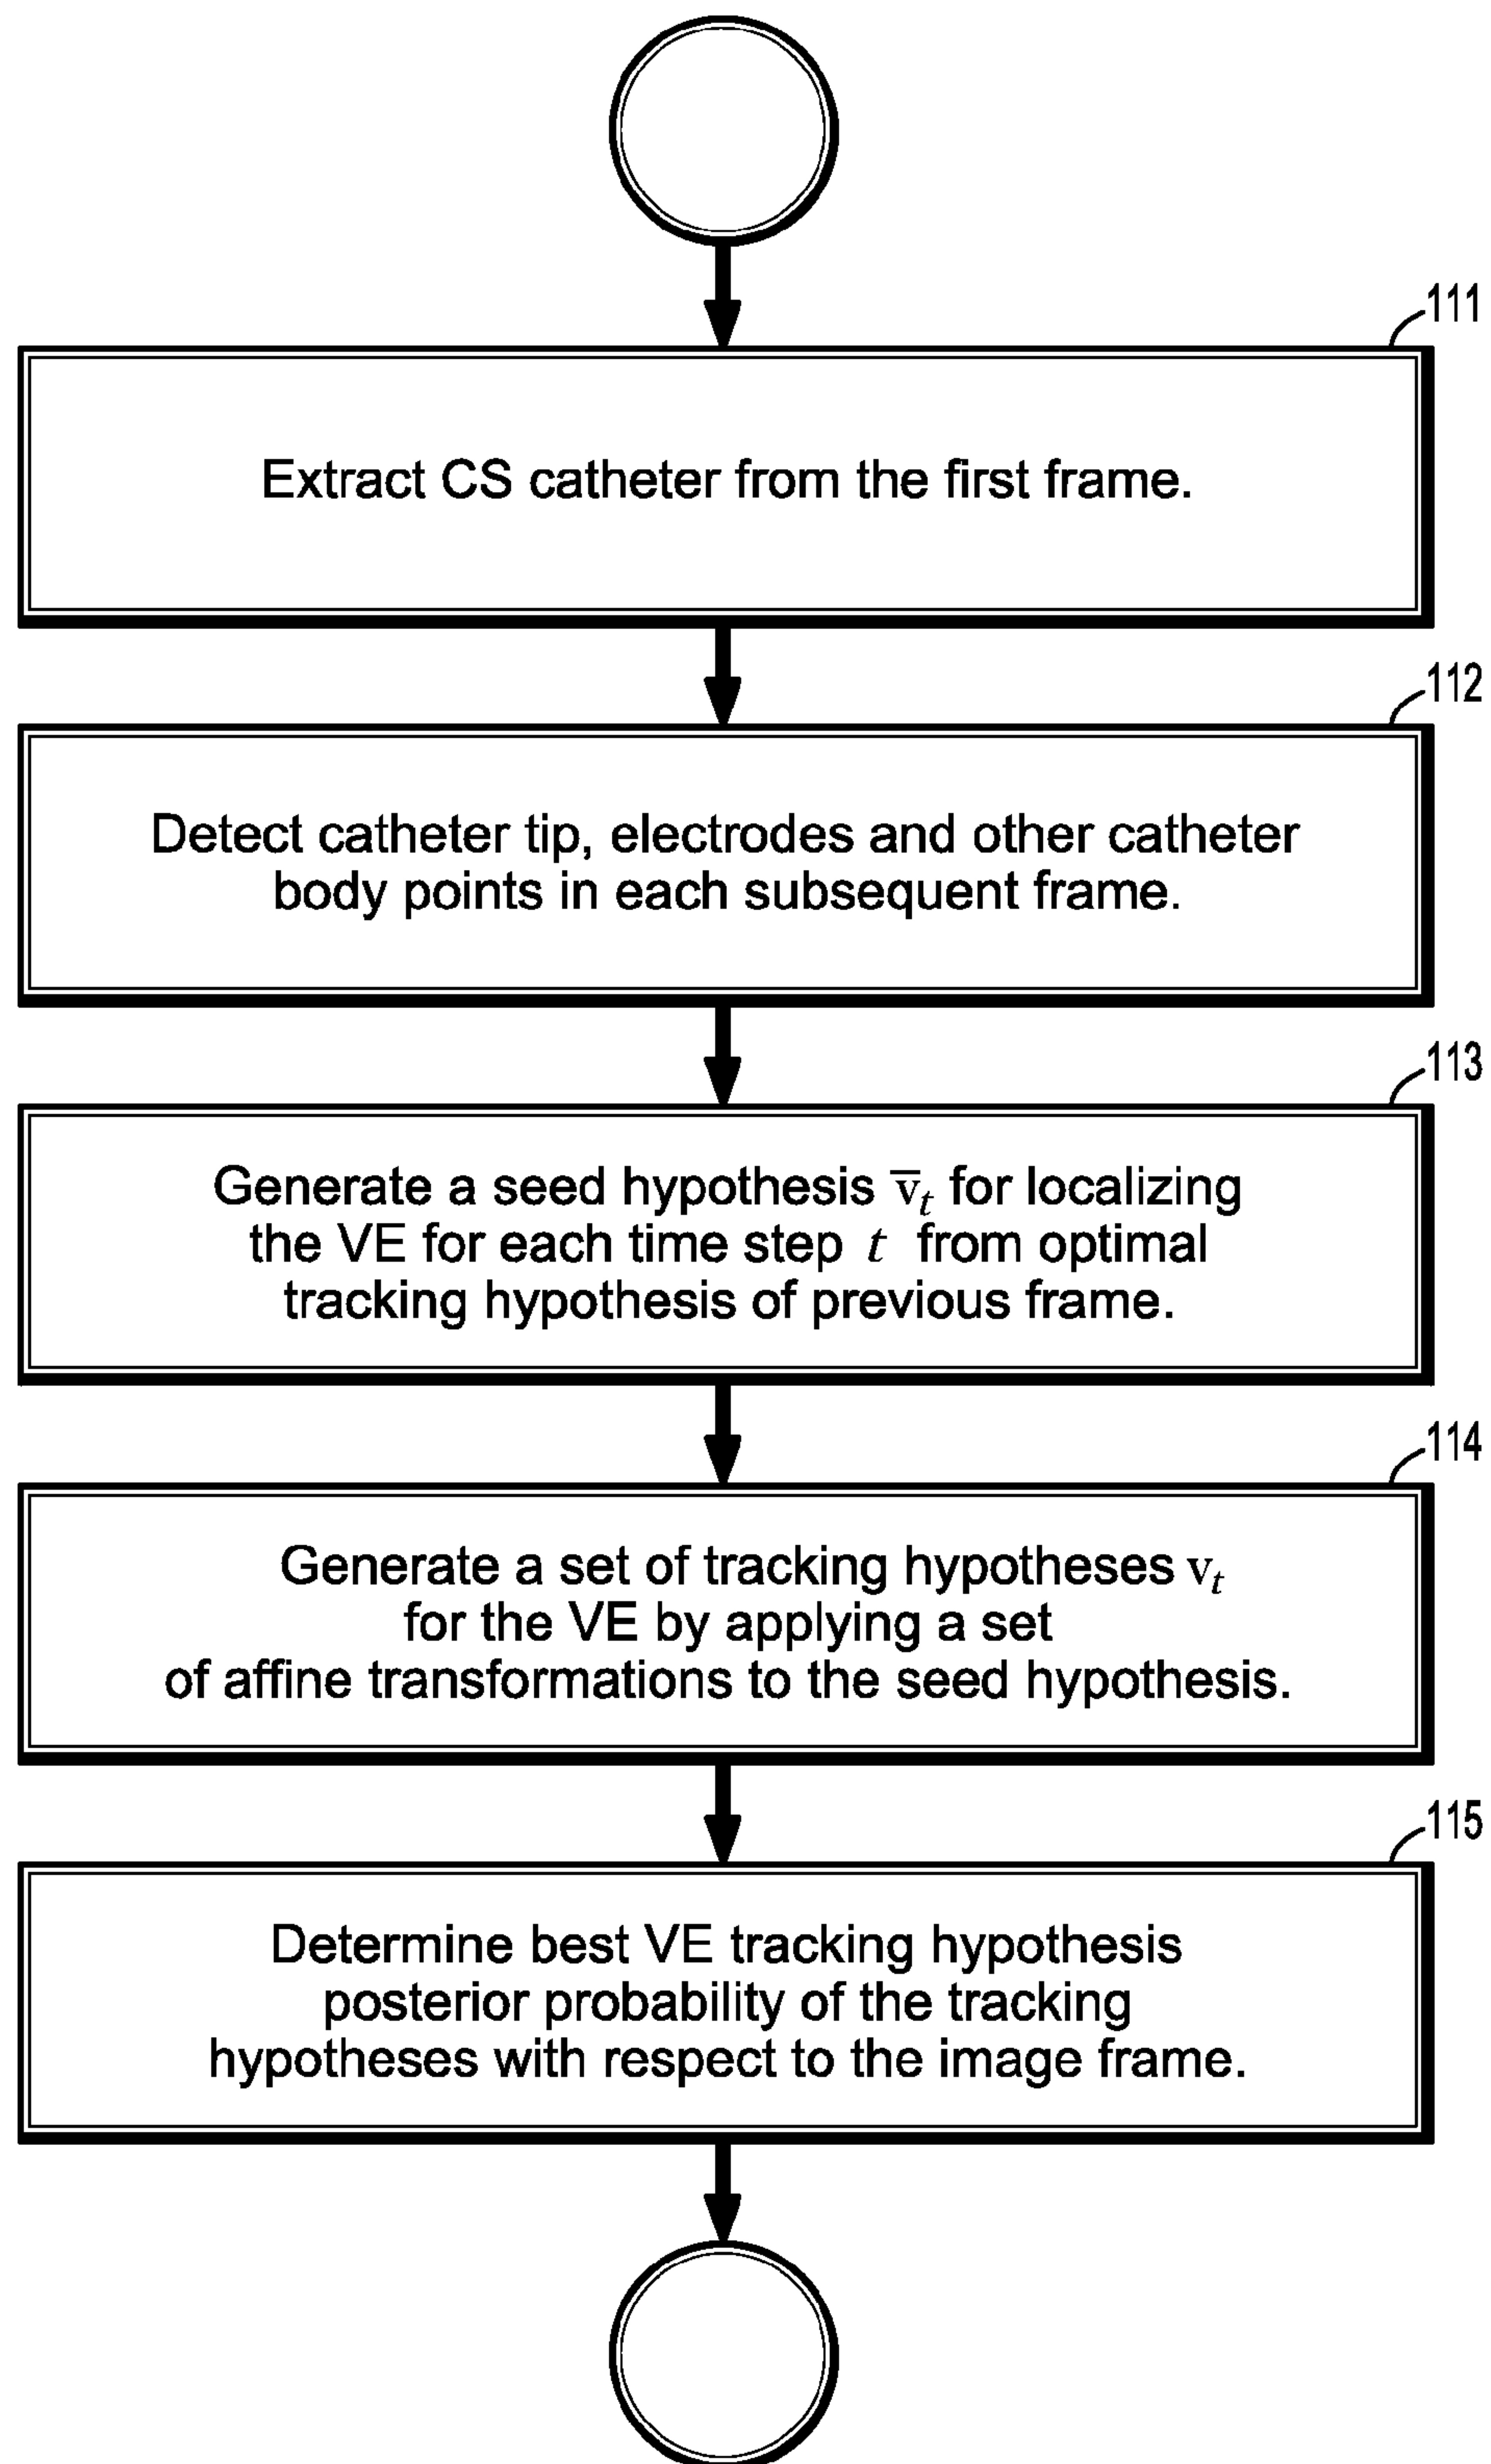 111
Extract CS catheter from the first frame.
112
Detect catheter tip, electrodes and other catheter
body points in each subsequent frame.
113
Generate a seed hypothesis v̅ₜ for localizing
the VE for each time step t from optimal
tracking hypothesis of previous frame.
114
Generate a set of tracking hypotheses vₜ
for the VE by applying a set
of affine transformations to the seed hypothesis.
115
Determine best VE tracking hypothesis
posterior probability of the tracking
hypotheses with respect to the image frame.